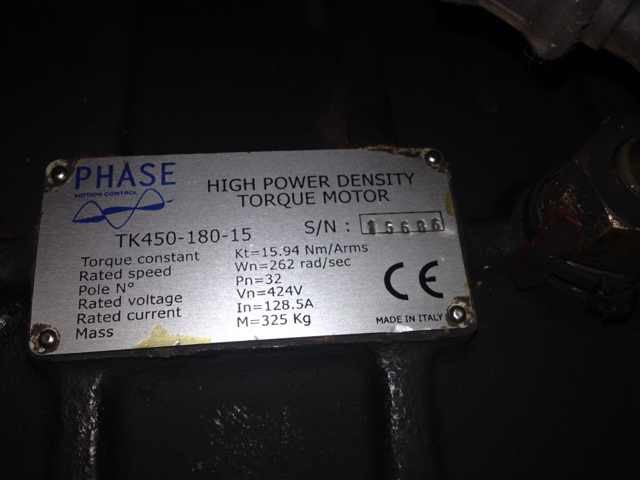 PHASE
MOTION CONTROL
HIGH POWER DENSITY
TORQUE MOTOR
TK450-180-15
S/N : 16686
Torque constant Kt=15.94 Nm/Arms
Rated speed Wn=262 rad/sec
Pole N° Pn=32
Rated voltage Vn=424V
Rated current In=128.5A
Mass M=325 Kg
CE
MADE IN ITALY